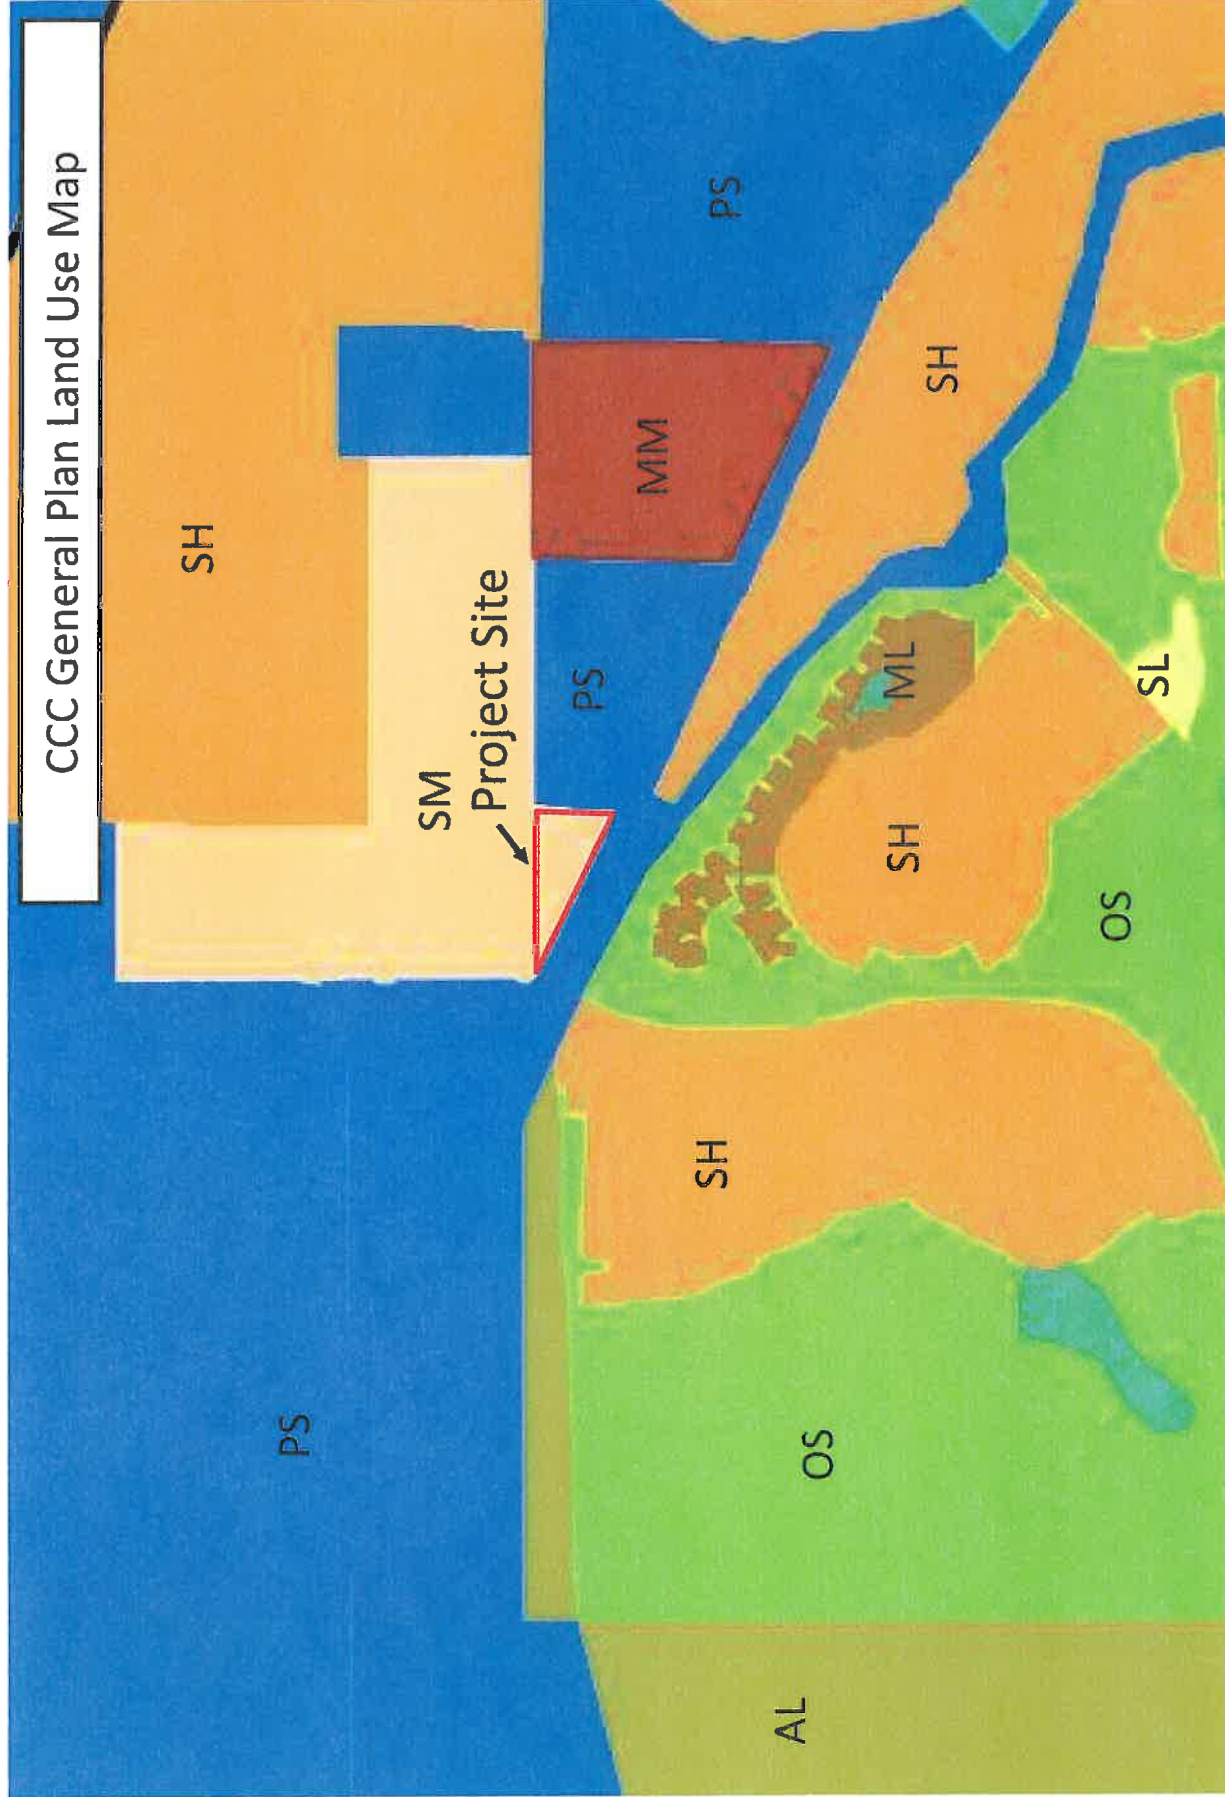 CCC General Plan Land Use Map
SH
PS
SM
Project Site
PS
MM
SH
PS
AL
OS
SH
ML
SH
OS
SL